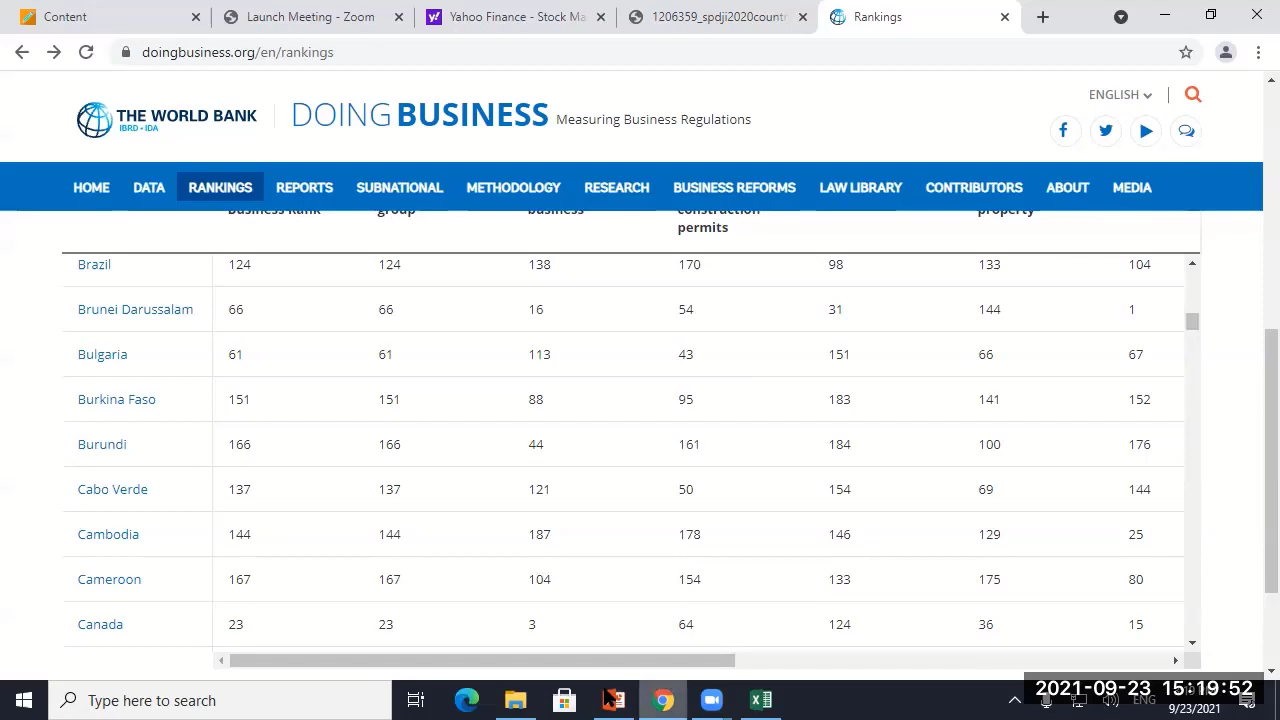 Content
Launch Meeting - Zoom
Yahoo Finance - Stock Ma
1206359_spdji2020countr
Rankings
doingbusiness.org/en/rankings
THE WORLD BANK
IBRD • IDA
DOING BUSINESS Measuring Business Regulations
ENGLISH
HOME DATA RANKINGS REPORTS SUBNATIONAL METHODOLOGY RESEARCH BUSINESS REFORMS LAW LIBRARY CONTRIBUTORS ABOUT MEDIA
Business Rank group business construction property
permits
Brazil 124 124 138 170 98 133 104
Brunei Darussalam 66 66 16 54 31 144 1
Bulgaria 61 61 113 43 151 66 67
Burkina Faso 151 151 88 95 183 141 152
Burundi 166 166 44 161 184 100 176
Cabo Verde 137 137 121 50 154 69 144
Cambodia 144 144 187 178 146 129 25
Cameroon 167 167 104 154 133 175 80
Canada 23 23 3 64 124 36 15
Type here to search
2021-09-23 15:19:52
ENG
9/23/2021